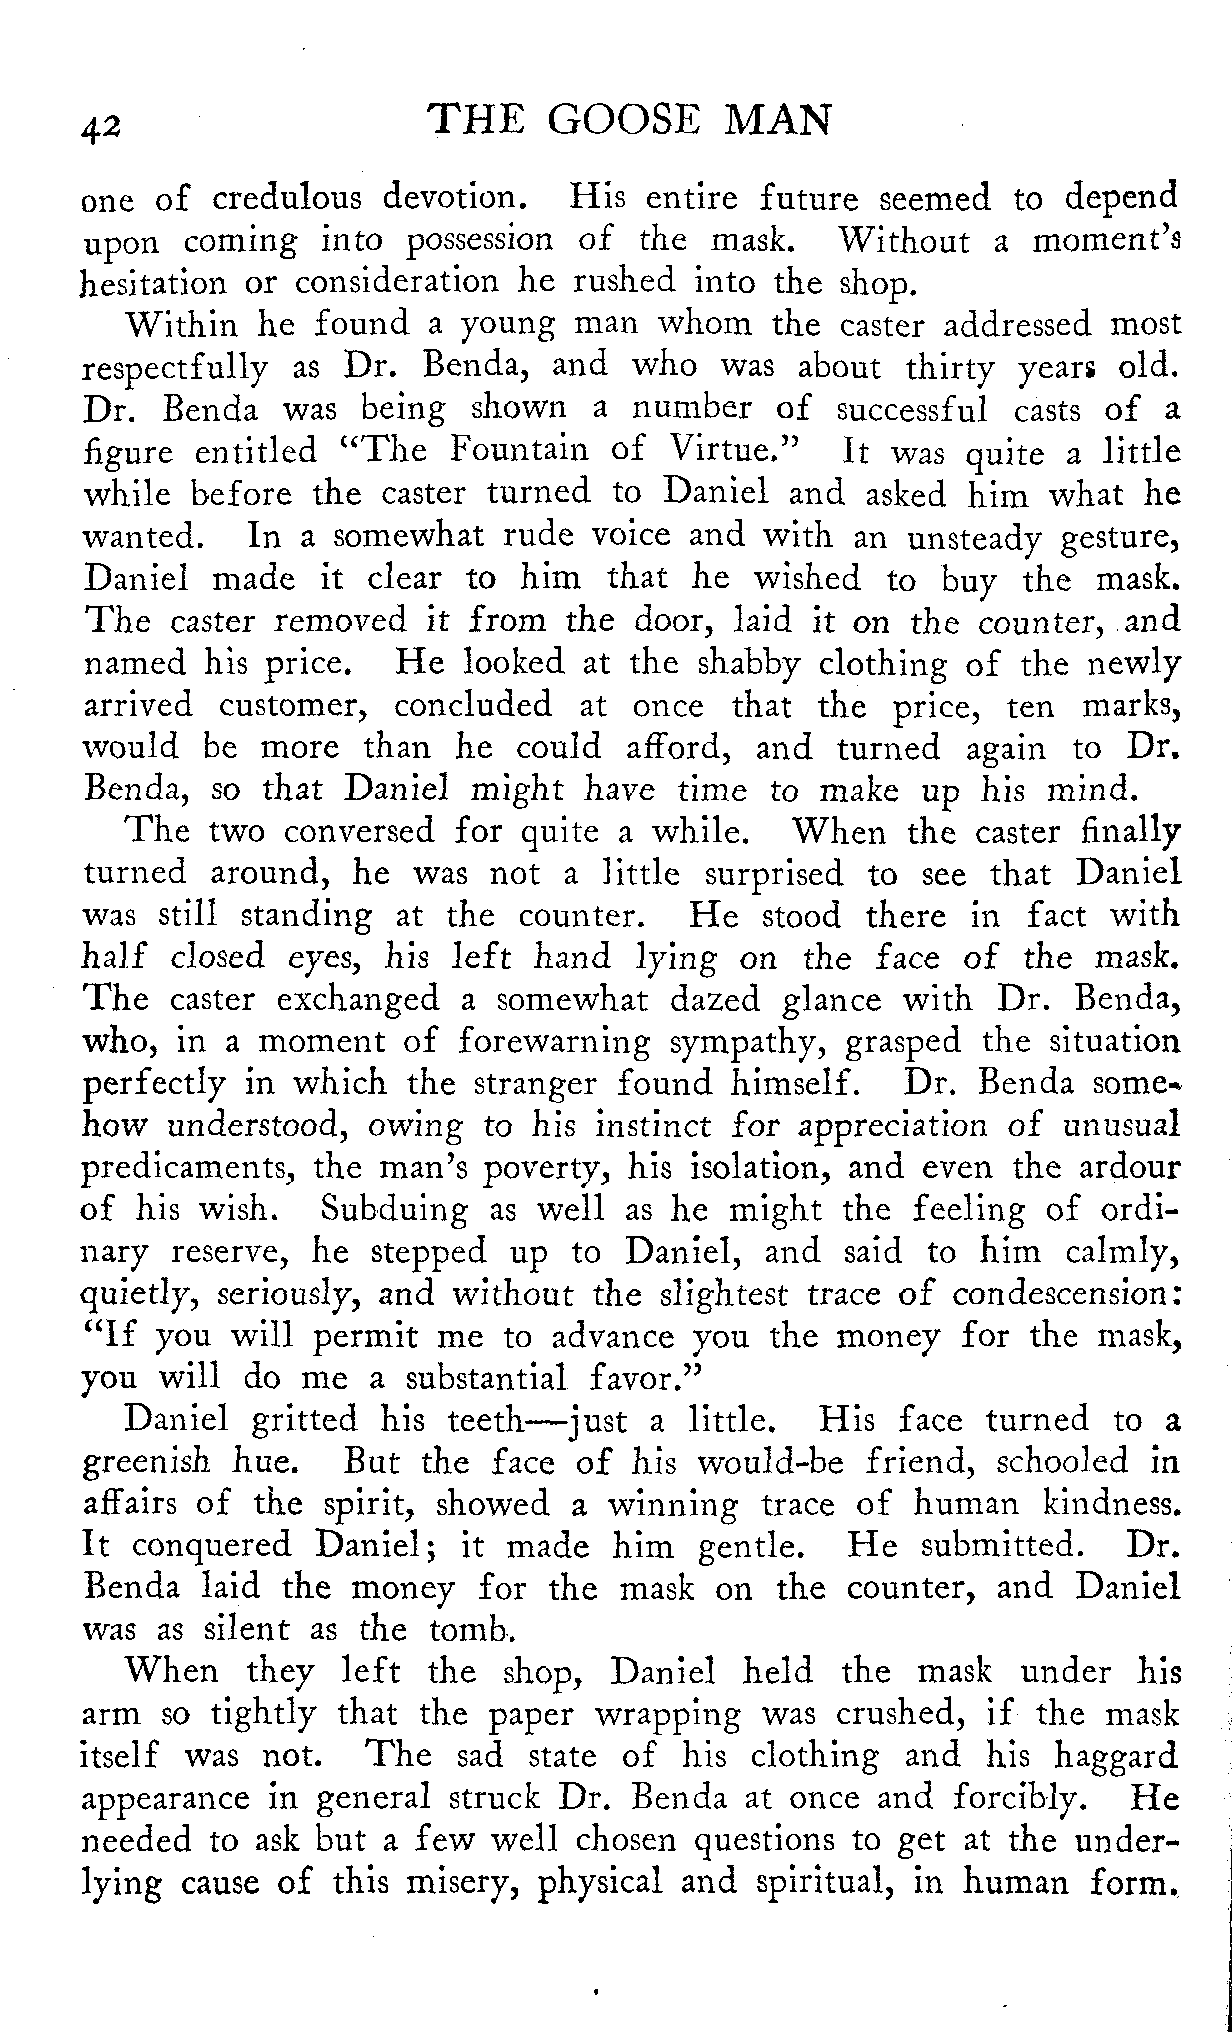 42 THE GOOSE MAN
one of credulous devotion. His entire future seemed to depend
upon coming into possession of the mask. Without a moment's
hesitation or consideration he rushed into the shop.
Within he found a young man whom the caster addressed most
respectfully as Dr. Benda, and who was about thirty years old.
Dr. Benda was being shown a number of successful casts of a
figure entitled “The Fountain of Virtue.” It was quite a little
while before the caster turned to Daniel and asked him what he
wanted. In a somewhat rude voice and with an unsteady gesture,
Daniel made it clear to him that he wished to buy the mask.
The caster removed it from the door, laid it on the counter, and
named his price. He looked at the shabby clothing of the newly
arrived customer, concluded at once that the price, ten marks,
would be more than he could afford, and turned again to Dr.
Benda, so that Daniel might have time to make up his mind.
The two conversed for quite a while. When the caster finally
turned around, he was not a little surprised to see that Daniel
was still standing at the counter. He stood there in fact with
half closed eyes, his left hand lying on the face of the mask.
The caster exchanged a somewhat dazed glance with Dr. Benda,
who, in a moment of forewarning sympathy, grasped the situation
perfectly in which the stranger found himself. Dr. Benda some-
how understood, owing to his instinct for appreciation of unusual
predicaments, the man's poverty, his isolation, and even the ardour
of his wish. Subduing as well as he might the feeling of ordi-
nary reserve, he stepped up to Daniel, and said to him calmly,
quietly, seriously, and without the slightest trace of condescension:
“If you will permit me to advance you the money for the mask,
you will do me a substantial favor.”
Daniel gritted his teeth—just a little. His face turned to a
greenish hue. But the face of his would-be friend, schooled in
affairs of the spirit, showed a winning trace of human kindness.
It conquered Daniel; it made him gentle. He submitted. Dr.
Benda laid the money for the mask on the counter, and Daniel
was as silent as the tomb.
When they left the shop, Daniel held the mask under his
arm so tightly that the paper wrapping was crushed, if the mask
itself was not. The sad state of his clothing and his haggard
appearance in general struck Dr. Benda at once and forcibly. He
needed to ask but a few well chosen questions to get at the under-
lying cause of this misery, physical and spiritual, in human form.